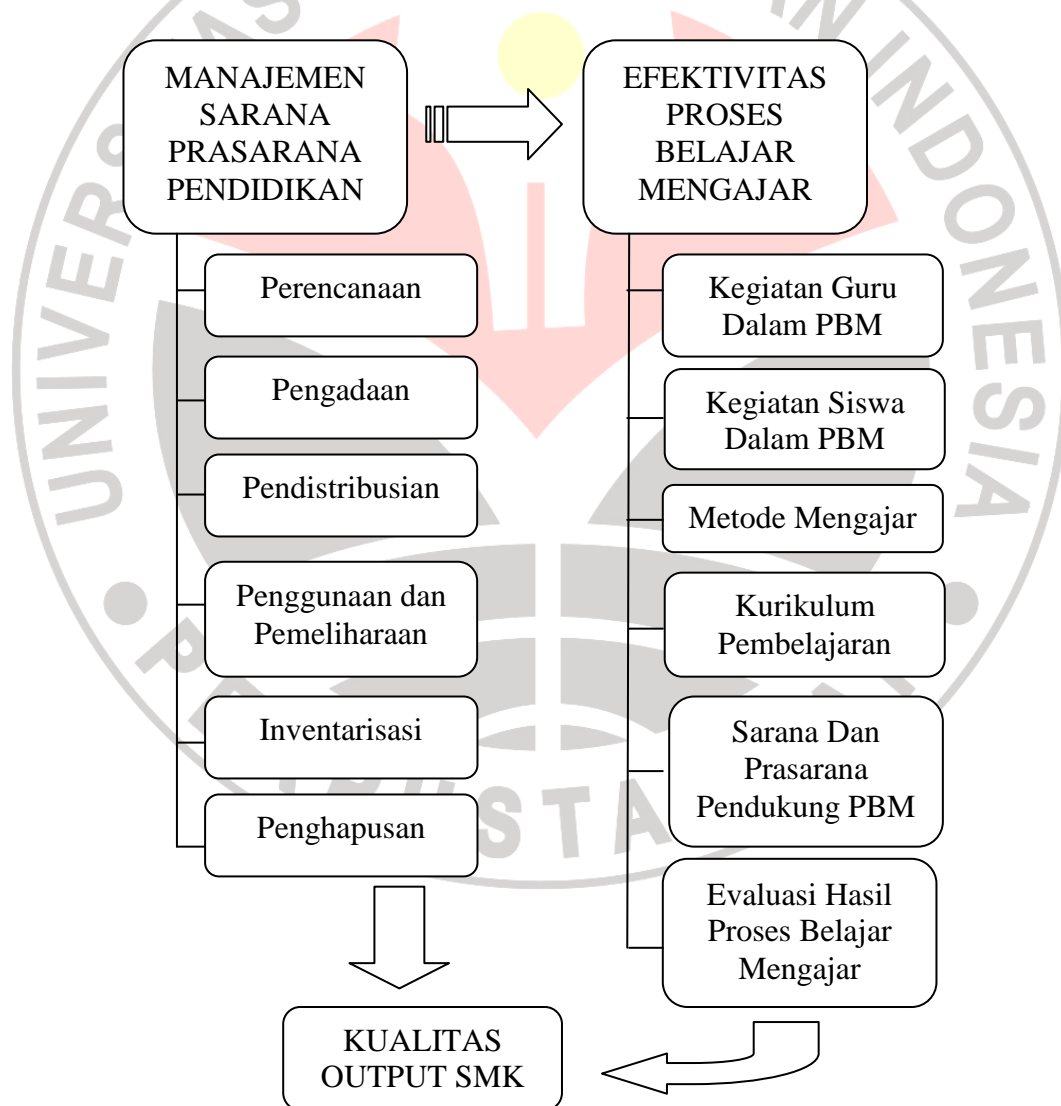 MANAJEMEN
SARANA
PRASARANA
PENDIDIKAN
EFEKTIVITAS
PROSES
BELAJAR
MENGAJAR
Perencanaan
Pengadaan
Pendistribusian
Penggunaan dan
Pemeliharaan
Inventarisasi
Penghapusan
Kegiatan Guru
Dalam PBM
Kegiatan Siswa
Dalam PBM
Metode Mengajar
Kurikulum
Pembelajaran
Sarana Dan
Prasarana
Pendukung PBM
Evaluasi Hasil
Proses Belajar
Mengajar
KUALITAS
OUTPUT SMK
INDONESIA